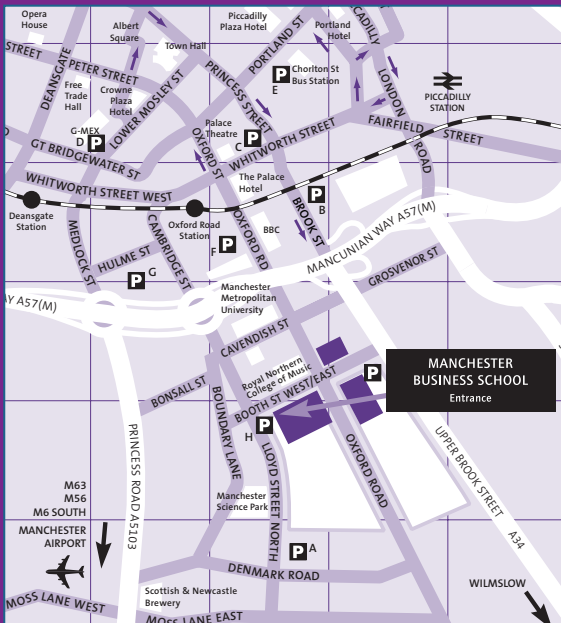 Opera
House
Albert
Square
Piccadilly
Plaza Hotel
Portland
Hotel
CCADILLY
STREET
DEANSGATE
PETER STREET
Town Hall
PORTLAND ST
PRINCESS STREET
P
E
Chorlton St
Bus Station
LONDON
ROAD
PICCADILLY
STATION
Free
Trade
Hall
Crowne
Plaza
Hotel
LOWER MOSLEY ST
G-MEX
D
P
Palace
Theatre
C
P
OXFORD ST
WHITWORTH STREET
FAIRFIELD STREET
GT BRIDGEWATER ST
WHITWORTH STREET WEST
The Palace
Hotel
P
B
BROOK ST
Deansgate
Station
Oxford Road
Station
MEDLOCK ST
CAMBRIDGE ST
OXFORD RD
BBC
F
P
MANCUNIAN WAY A57(M)
HULME ST
P
G
GROSVENOR ST
AY A57(M)
Manchester
Metropolitan
University
CAVENDISH ST
Royal Northern
College of Music
P
MANCHESTER
BUSINESS SCHOOL
Entrance
BONSALL ST
BOOTH ST WEST/EAST
BOUNDARY LANE
H
P
PRINCESS ROAD A5103
LLOYD STREET NORTH
OXFORD ROAD
UPPER BROOK STREET
A34
M63
M56
M6 SOUTH
MANCHESTER
AIRPORT
Manchester
Science Park
P
A
DENMARK ROAD
WILMSLOW
Scottish & Newcastle
Brewery
MOSS LANE WEST
MOSS LANE EAST